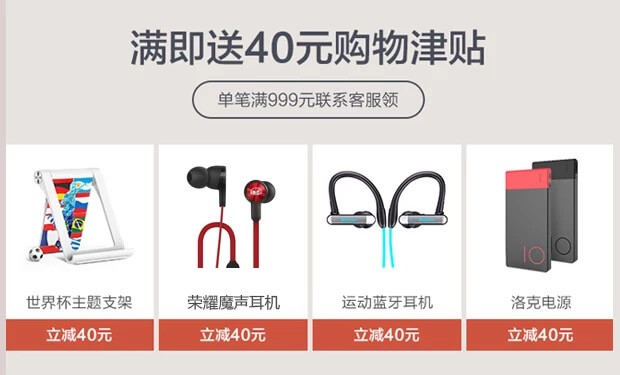 满即送40元购物津贴
单笔满999元联系客服领
10
世界杯主题支架
荣耀魔声耳机
运动蓝牙耳机
洛克电源
立减40元
立减40元
立减40元
立减40元